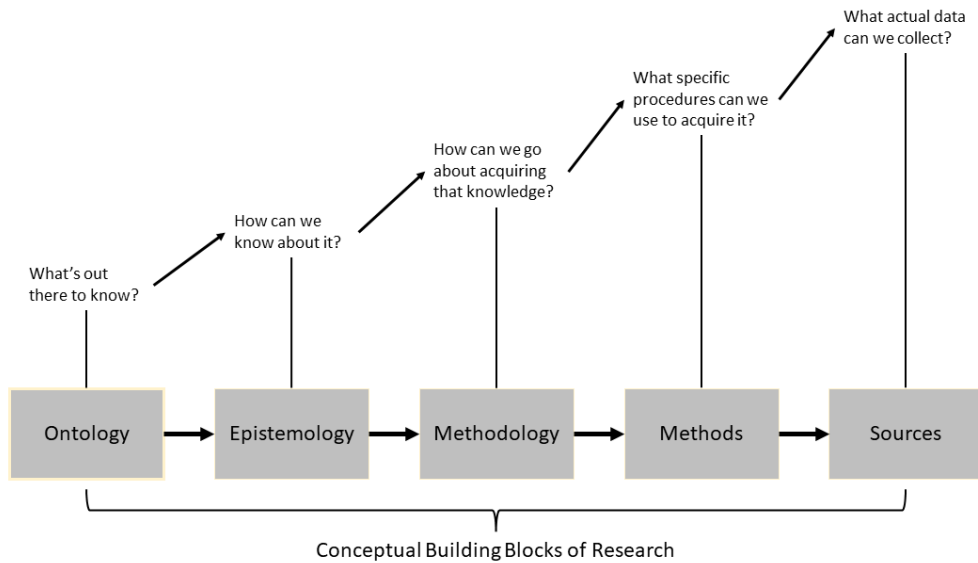 What actual data
can we collect?
What specific
procedures can we
use to acquire it?
How can we go
about acquiring
that knowledge?
How can we
know about it?
What's out
there to know?
Ontology
Epistemology
Methodology
Methods
Sources
Conceptual Building Blocks of Research